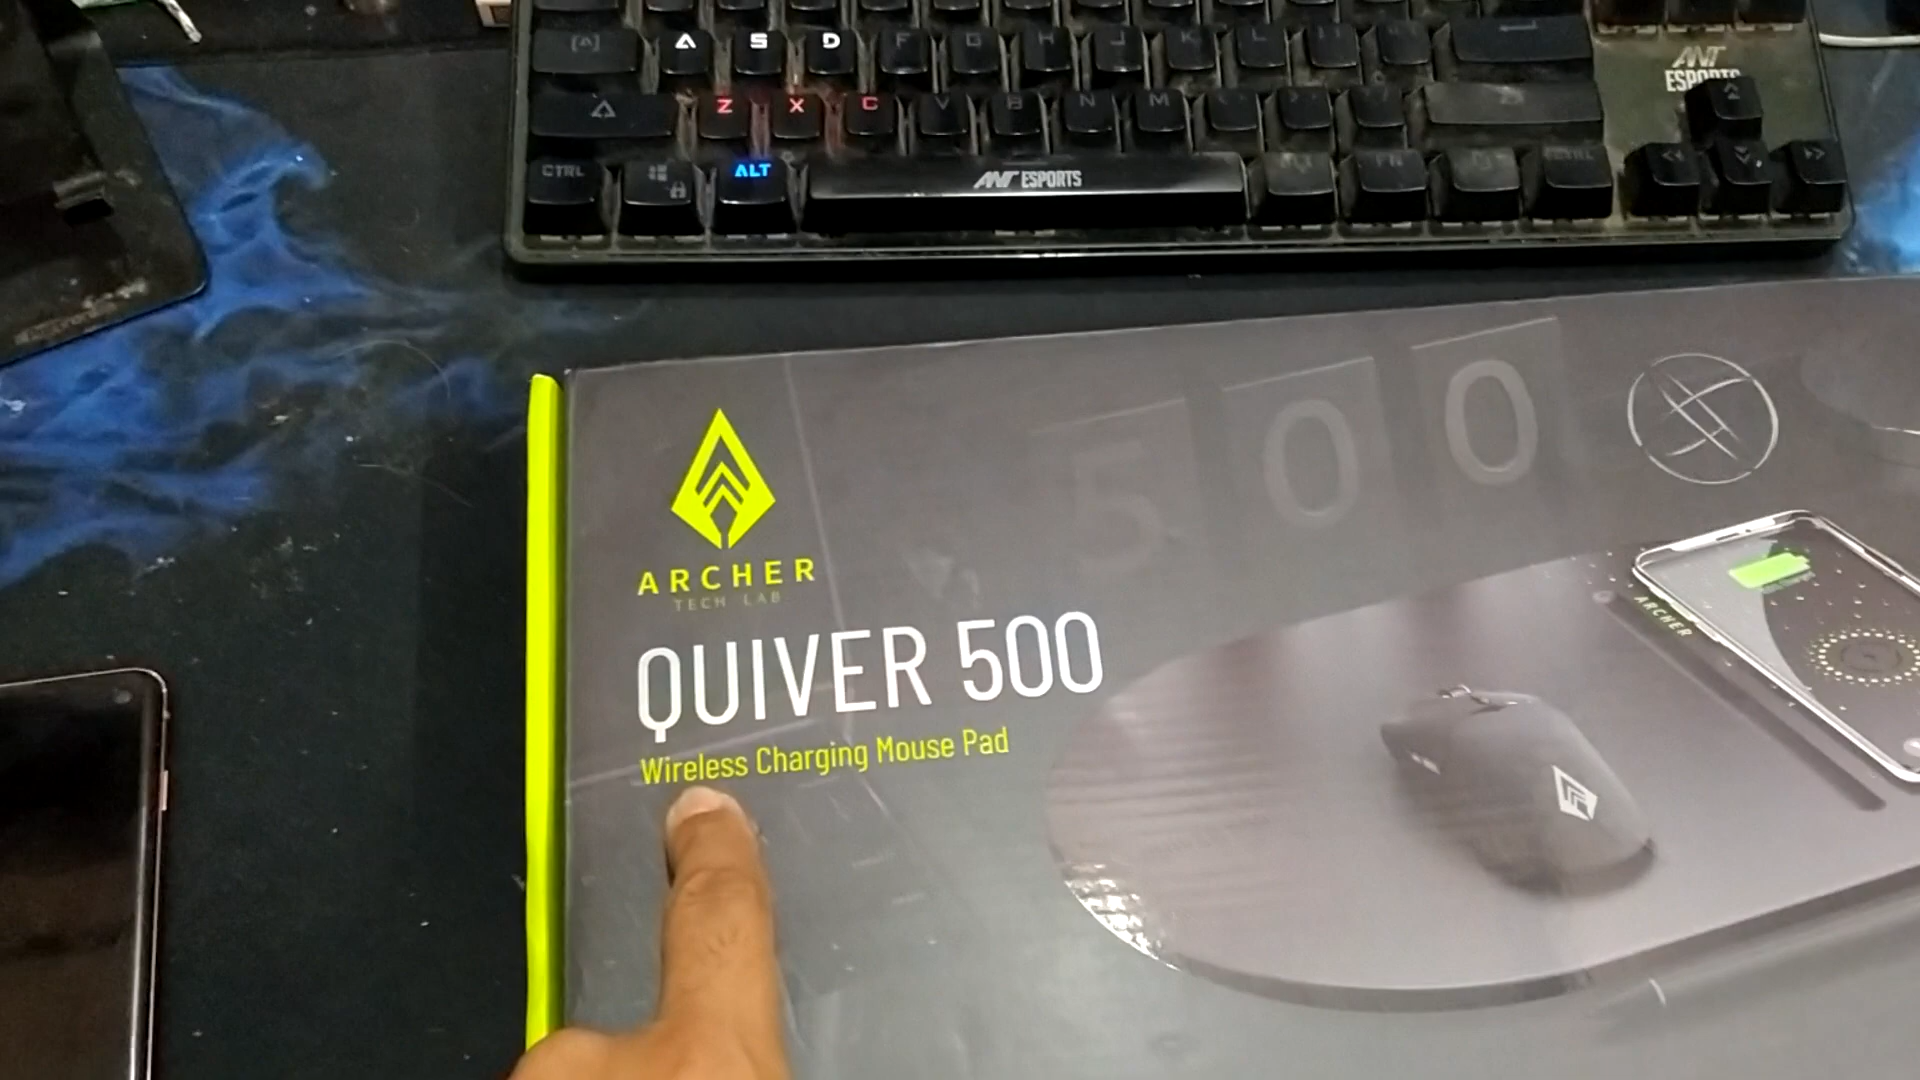 A S D F G H J K L
Z X C V B N M
CTRL ALT
ANT ESPORTS
ANT
ESPORTS
500
ARCHER
TECH LAB
QUIVER 500
Wireless Charging Mouse Pad
ARCHER